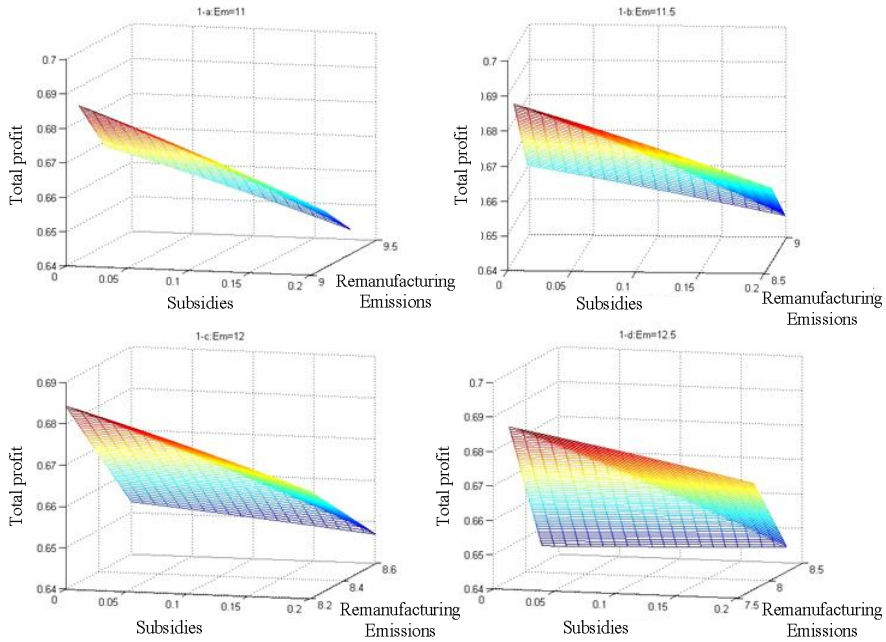 1-a:Em=11
0.7
0.69
0.68
0.67
0.66
0.65
0.64
Total profit
0
0.05
0.1
0.15
0.2
Subsidies
9
9.5
Remanufacturing
Emissions
1-b:Em=11.5
0.7
1.69
1.68
1.67
1.66
1.65
0.64
Total profit
0
0.05
0.1
0.15
0.2
Subsidies
8.5
9
Remanufacturing
Emissions
1-c:Em=12
0.69
0.68
0.67
0.66
0.65
0.64
Total profit
0
0.05
0.1
0.15
0.2
Subsidies
8.2
8.4
8.6
Remanufacturing
Emissions
1-d:Em=12.5
0.7
0.69
0.68
0.67
0.66
0.65
0.64
Total profit
0
0.05
0.1
0.15
0.2
Subsidies
7.5
8
8.5
Remanufacturing
Emissions